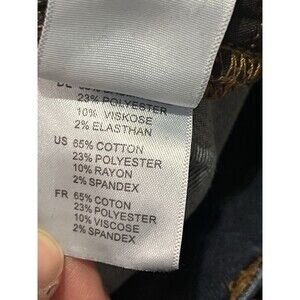 23% POLYESTER
10% VISKOSE
2% ELASTHAN
US 65% COTTON
23% POLYESTER
10% RAYON
2% SPANDEX
FR 65% COTON
23% POLYESTER
10% VISCOSE
2% SPANDEX